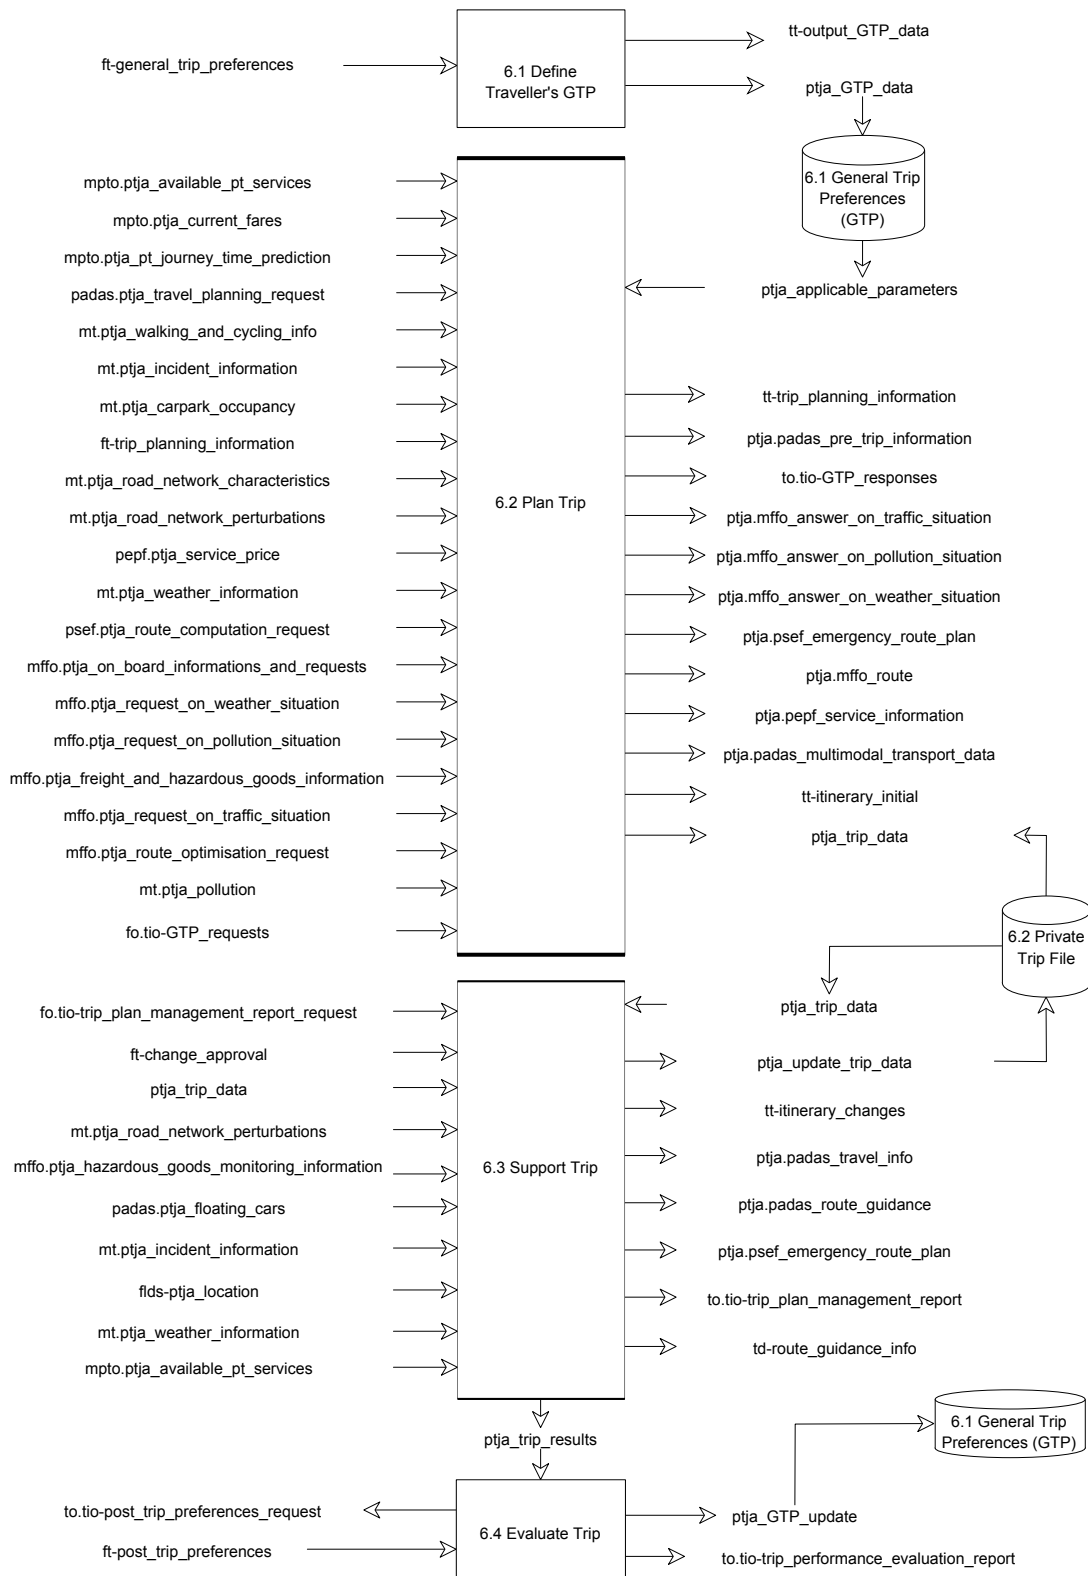 tt-output_GTP_data
ft-general_trip_preferences
6.1 Define
Traveller's GTP
ptja_GTP_data
6.1 General Trip
Preferences
(GTP)
ptja_applicable_parameters
mpto.ptja_available_pt_services
mpto.ptja_current_fares
mpto.ptja_pt_journey_time_prediction
padas.ptja_travel_planning_request
mt.ptja_walking_and_cycling_info
mt.ptja_incident_information
mt.ptja_carpark_occupancy
ft-trip_planning_information
mt.ptja_road_network_characteristics
mt.ptja_road_network_perturbations
pepf.ptja_service_price
mt.ptja_weather_information
psef.ptja_route_computation_request
mffo.ptja_on_board_informations_and_requests
mffo.ptja_request_on_weather_situation
mffo.ptja_request_on_pollution_situation
mffo.ptja_freight_and_hazardous_goods_information
mffo.ptja_request_on_traffic_situation
mffo.ptja_route_optimisation_request
mt.ptja_pollution
fo.tio-GTP_requests
6.2 Plan Trip
tt-trip_planning_information
ptja.padas_pre_trip_information
to.tio-GTP_responses
ptja.mffo_answer_on_traffic_situation
ptja.mffo_answer_on_pollution_situation
ptja.mffo_answer_on_weather_situation
ptja.psef_emergency_route_plan
ptja.mffo_route
ptja.pepf_service_information
ptja.padas_multimodal_transport_data
tt-itinerary_initial
ptja_trip_data
6.2 Private
Trip File
fo.tio-trip_plan_management_report_request
ft-change_approval
ptja_trip_data
mt.ptja_road_network_perturbations
mffo.ptja_hazardous_goods_monitoring_information
padas.ptja_floating_cars
mt.ptja_incident_information
flds-ptja_location
mt.ptja_weather_information
mpto.ptja_available_pt_services
6.3 Support Trip
ptja_trip_data
ptja_update_trip_data
tt-itinerary_changes
ptja.padas_travel_info
ptja.padas_route_guidance
ptja.psef_emergency_route_plan
to.tio-trip_plan_management_report
td-route_guidance_info
6.1 General Trip
Preferences (GTP)
ptja_trip_results
to.tio-post_trip_preferences_request
ft-post_trip_preferences
6.4 Evaluate Trip
ptja_GTP_update
to.tio-trip_performance_evaluation_report